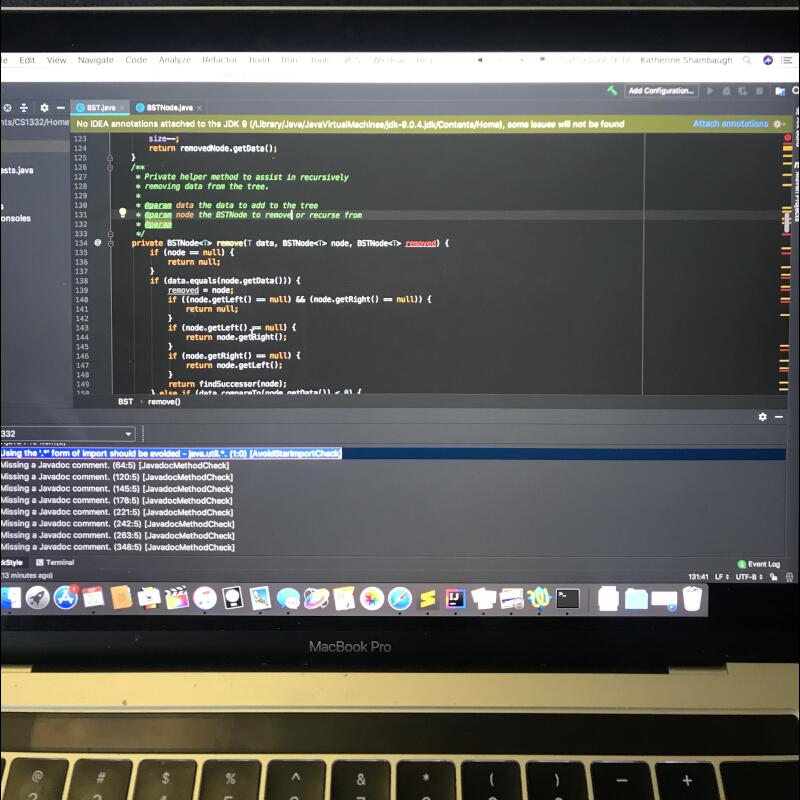 Edit View Navigate Code Analyze Refactor Build Run Tools Katherine Shambaugh
Add Configuration...
BST.java BSTNode.java
nts/CS1332/Home
No IDEA annotations attached to the JDK 9 (/Library/Java/JavaVirtualMachines/jdk-9.0.4.jdk/Contents/Home), some issues will not be found Attach annotations
ests.java
s
onsoles
123 size--;
124 return removedNode.getData();
125 }
126 /**
127 * Private helper method to assist in recursively
128 * removing data from the tree.
129 *
130 * @param data the data to add to the tree
131 * @param node the BSTNode to remove or recurse from
132 * @param
133 */
134 @ private BSTNode<T> remove(T data, BSTNode<T> node, BSTNode<T> removed) {
135 if (node == null) {
136 return null;
137 }
138 if (data.equals(node.getData())) {
139 removed = node;
140 if ((node.getLeft() == null) && (node.getRight() == null)) {
141 return null;
142 }
143 if (node.getLeft() == null) {
144 return node.getRight();
145 }
146 if (node.getRight() == null) {
147 return node.getLeft();
148 }
149 return findSuccessor(node);
150 } else if (data.compareTo(node.getData()) < 0) {
BST › remove()
332
Using the '.*' form of import should be avoided - java.util.*. (1:0) [AvoidStarImportCheck]
Missing a Javadoc comment. (64:5) [JavadocMethodCheck]
Missing a Javadoc comment. (120:5) [JavadocMethodCheck]
Missing a Javadoc comment. (145:5) [JavadocMethodCheck]
Missing a Javadoc comment. (178:5) [JavadocMethodCheck]
Missing a Javadoc comment. (221:5) [JavadocMethodCheck]
Missing a Javadoc comment. (242:5) [JavadocMethodCheck]
Missing a Javadoc comment. (263:5) [JavadocMethodCheck]
Missing a Javadoc comment. (348:5) [JavadocMethodCheck]
kStyle Terminal Event Log
(13 minutes ago) 131:41 LF UTF-8
MacBook Pro
@ # $ % ^ & * ( ) – +